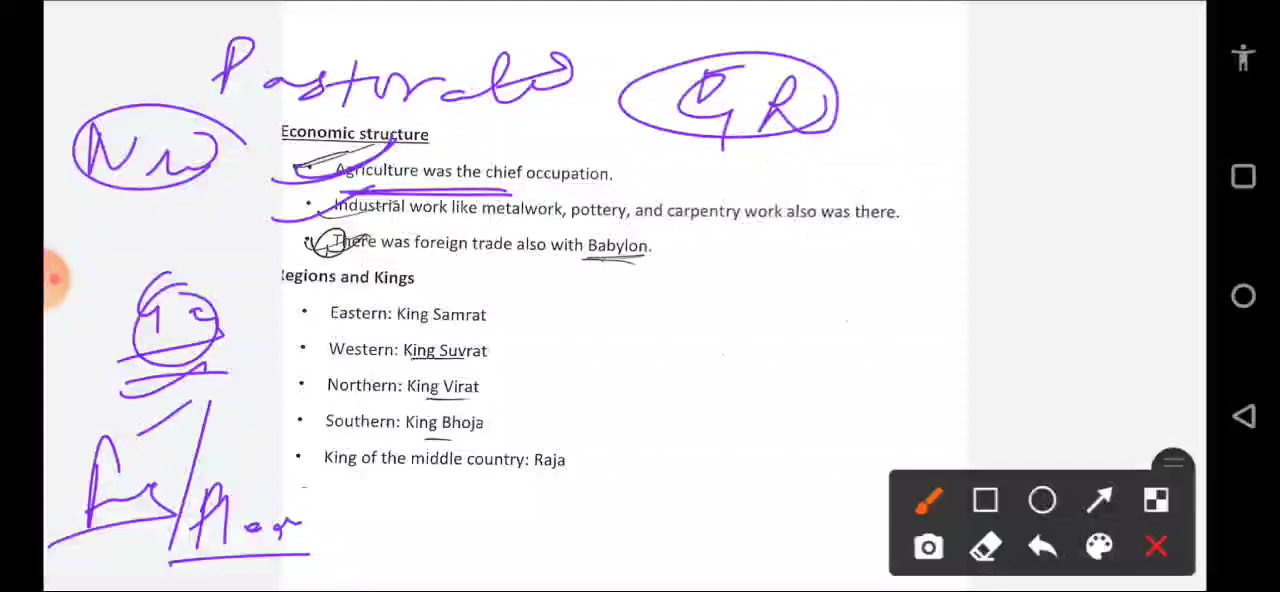 Pastoral
GR
NW
Economic structure
• Agriculture was the chief occupation.
• Industrial work like metalwork, pottery, and carpentry work also was there.
• There was foreign trade also with Babylon.
Regions and Kings
• Eastern: King Samrat
• Western: King Suvrat
• Northern: King Virat
• Southern: King Bhoja
• King of the middle country: Raja